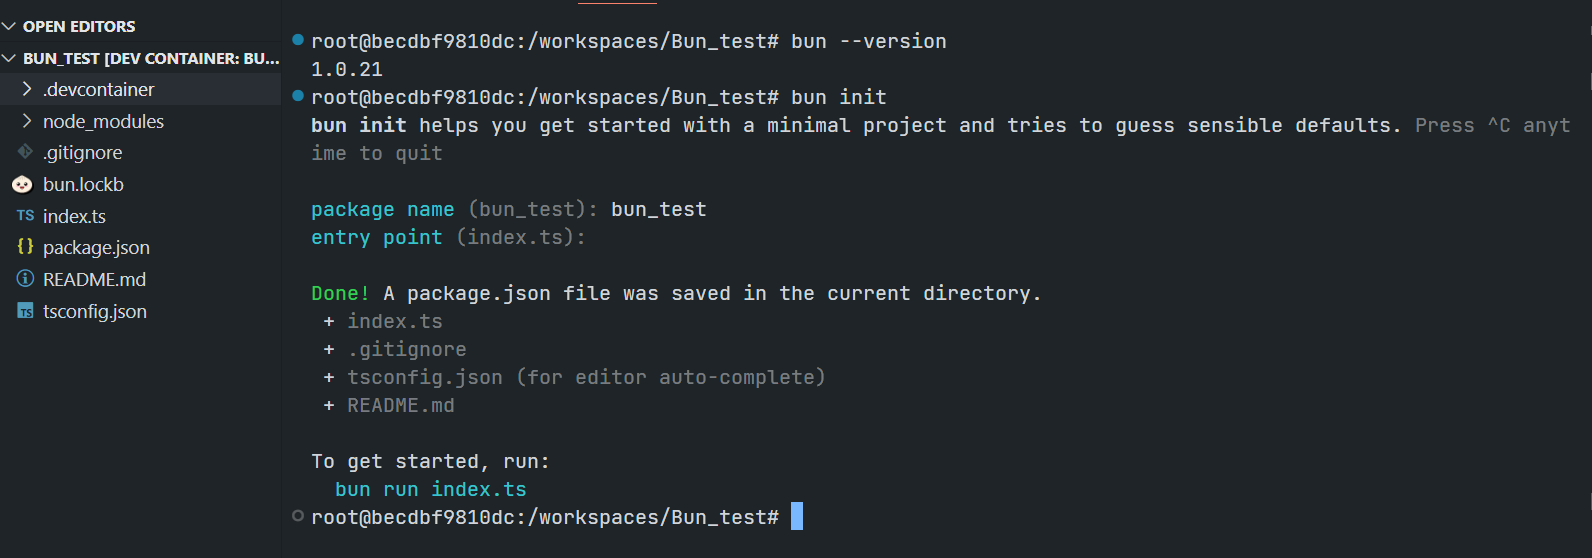 OPEN EDITORS
BUN_TEST [DEV CONTAINER: BU...
.devcontainer
node_modules
.gitignore
bun.lockb
TS index.ts
{} package.json
README.md
TS tsconfig.json
root@becdbf9810dc:/workspaces/Bun_test# bun --version
1.0.21
root@becdbf9810dc:/workspaces/Bun_test# bun init
bun init helps you get started with a minimal project and tries to guess sensible defaults. Press ^C anyt
ime to quit
package name (bun_test): bun_test
entry point (index.ts):
Done! A package.json file was saved in the current directory.
+ index.ts
+ .gitignore
+ tsconfig.json (for editor auto-complete)
+ README.md
To get started, run:
bun run index.ts
root@becdbf9810dc:/workspaces/Bun_test#